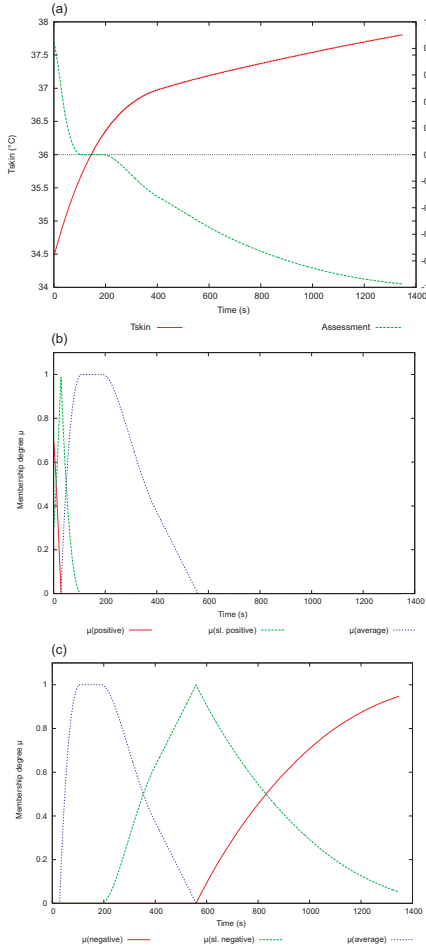 (a)
38
37.5
37
36.5
36
35.5
35
34.5
34
Tskin (°C)
0 200 400 600 800 1000 1200 1400
Time (s)
Tskin Assessment
(b)
1
0.8
0.6
0.4
0.2
0
Membership degree μ
0 200 400 600 800 1000 1200 1400
Time (s)
μ(positive) μ(sl. positive) μ(average)
(c)
1
0.8
0.6
0.4
0.2
0
Membership degree μ
0 200 400 600 800 1000 1200 1400
Time (s)
μ(negative) μ(sl. negative) μ(average)